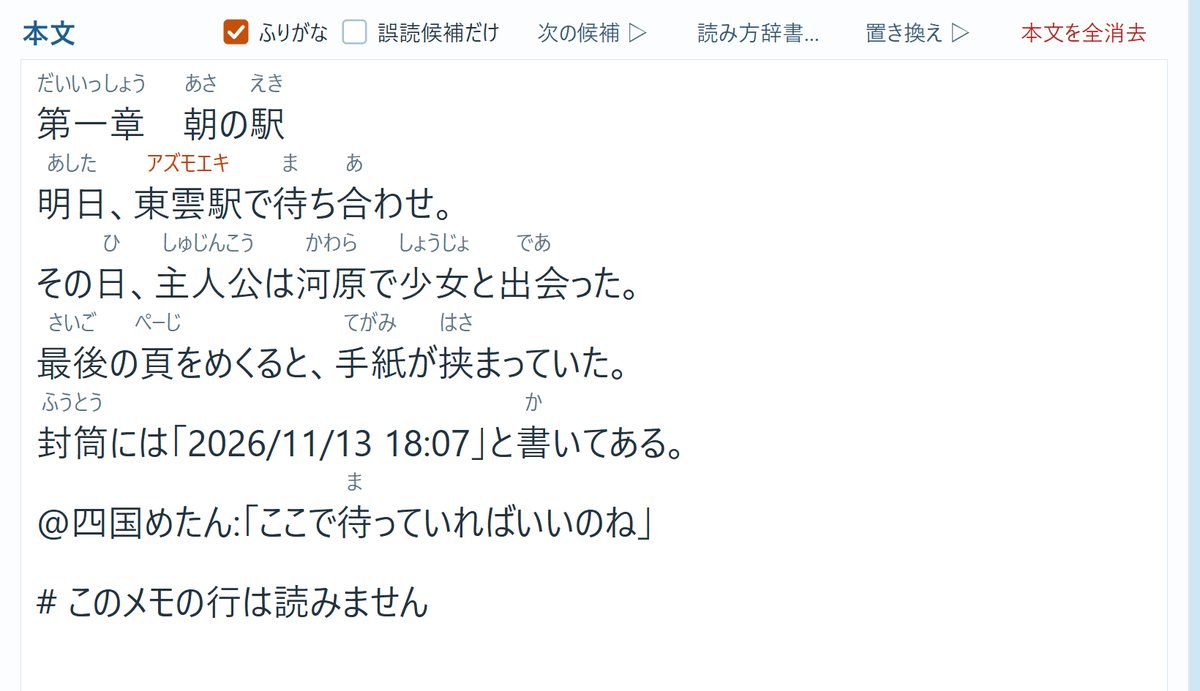 本文 ふりがな 誤読候補だけ 次の候補 ▷ 読み方辞書... 置き換え ▷ 本文を全消去
だいいっしょう あさ えき
第一章　朝の駅
あした アズモエキ ま あ
明日、東雲駅で待ち合わせ。
ひ しゅじんこう かわら しょうじょ であ
その日、主人公は河原で少女と出会った。
さいご ぺーじ てがみ はさ
最後の頁をめくると、手紙が挟まっていた。
ふうとう か
封筒には「2026/11/13 18:07」と書いてある。
ま
@四国めたん:「ここで待っていればいいのね」
# このメモの行は読みません